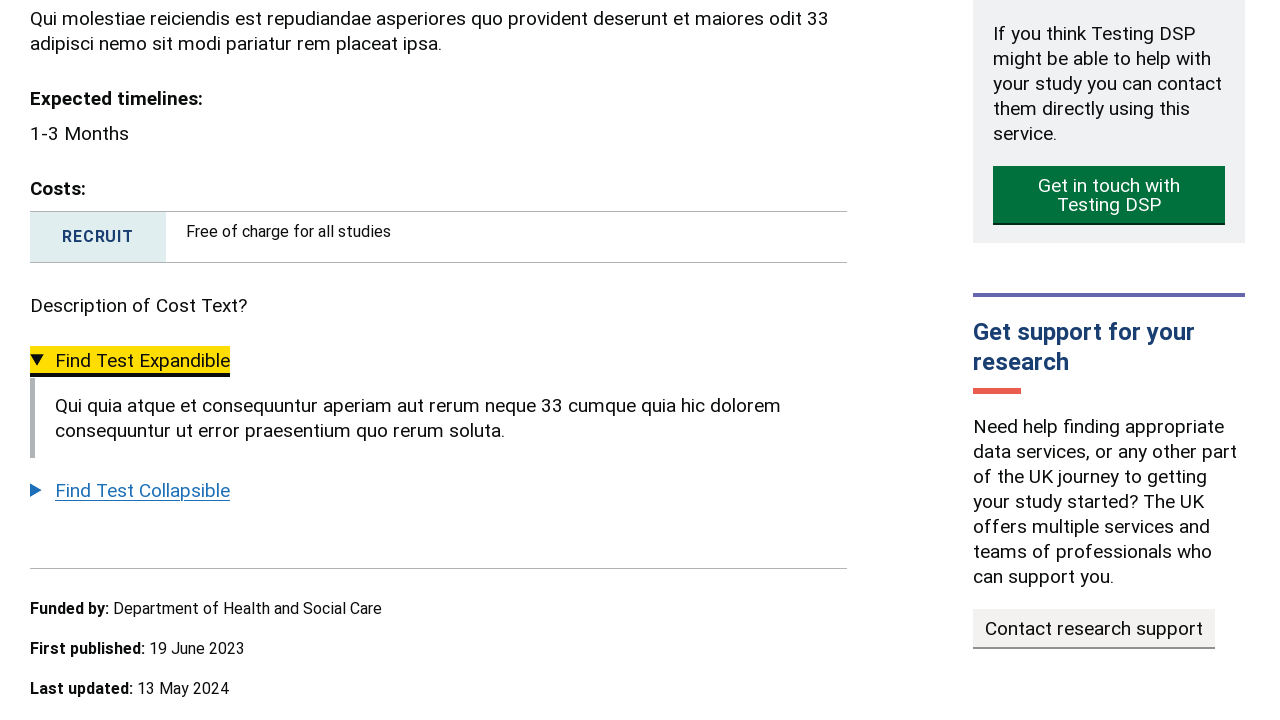 Qui molestiae reiciendis est repudiandae asperiores quo provident deserunt et maiores odit 33
adipisci nemo sit modi pariatur rem placeat ipsa.
Expected timelines:
1-3 Months
Costs:
RECRUIT
Free of charge for all studies
Description of Cost Text?
Find Test Expandible
Qui quia atque et consequuntur aperiam aut rerum neque 33 cumque quia hic dolorem
consequuntur ut error praesentium quo rerum soluta.
Find Test Collapsible
Funded by: Department of Health and Social Care
First published: 19 June 2023
Last updated: 13 May 2024
If you think Testing DSP
might be able to help with
your study you can contact
them directly using this
service.
Get in touch with
Testing DSP
Get support for your
research
Need help finding appropriate
data services, or any other part
of the UK journey to getting
your study started? The UK
offers multiple services and
teams of professionals who
can support you.
Contact research support